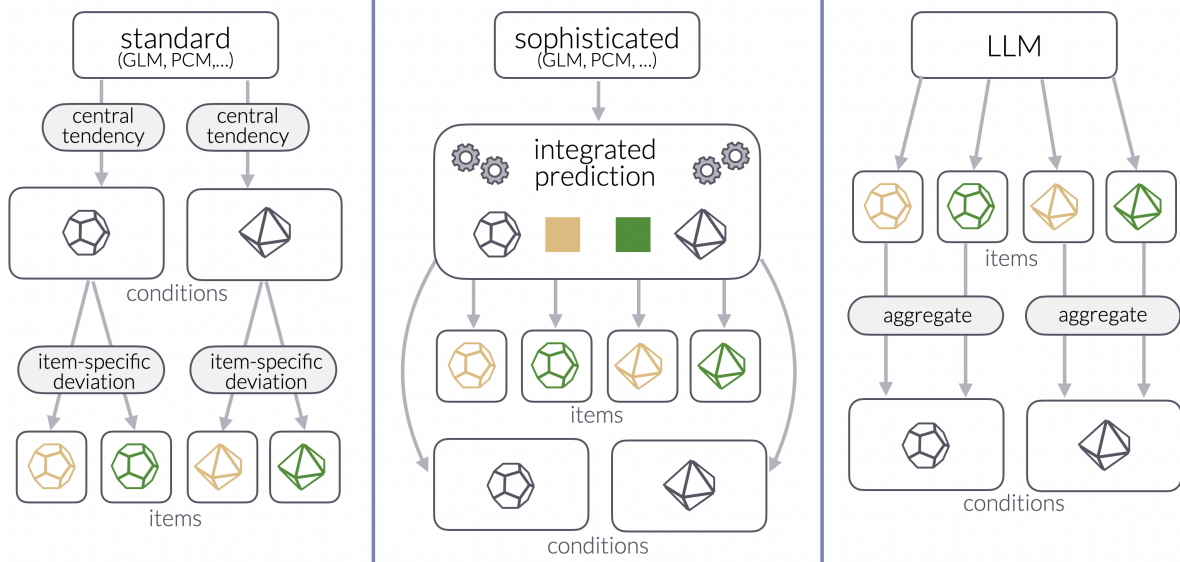 standard
(GLM, PCM,...)
central
tendency
central
tendency
conditions
item-specific
deviation
item-specific
deviation
items
sophisticated
(GLM, PCM, ...)
integrated
prediction
items
conditions
LLM
items
aggregate
aggregate
conditions